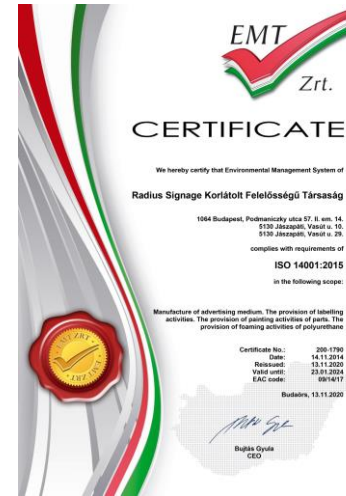 EMT
Zrt.
CERTIFICATE
We hereby certify that Environmental Management System of
Radius Signage Korlátolt Felelősségű Társaság
1064 Budapest, Podmaniczky utca 57. II. em. 14.
5130 Jászapáti, Vasút u. 10.
5130 Jászapáti, Vasút u. 29.
complies with requirements of
ISO 14001:2015
in the following scope:
Manufacture of advertising medium. The provision of labelling
activities. The provision of painting activities of parts. The
provision of foaming activities of polyurethane
Certificate No.: 200-1790
Date: 14.11.2014
Reissued: 13.11.2020
Valid until: 23.01.2024
EAC code: 09/14/17
Budaörs, 13.11.2020
EMT ZRT
EMT ZRT
Bujtás Gyula
CEO